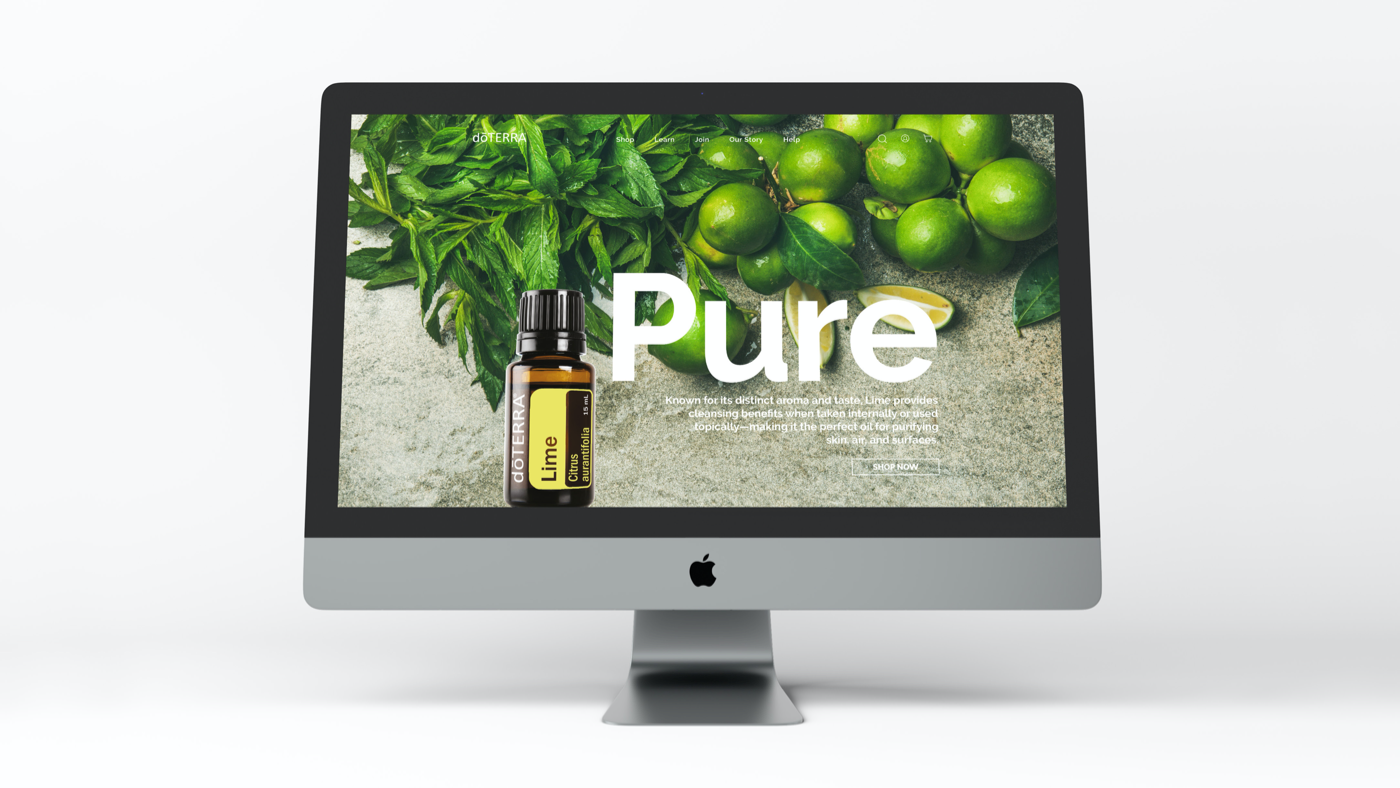 dōTERRA
Shop Learn Join Our Story Help
Pure
Known for its distinct aroma and taste, Lime provides
cleansing benefits when taken internally or used
topically—making it the perfect oil for purifying
skin, air, and surfaces.
SHOP NOW
dōTERRA
Lime
Citrus
aurantifolia
15 mL